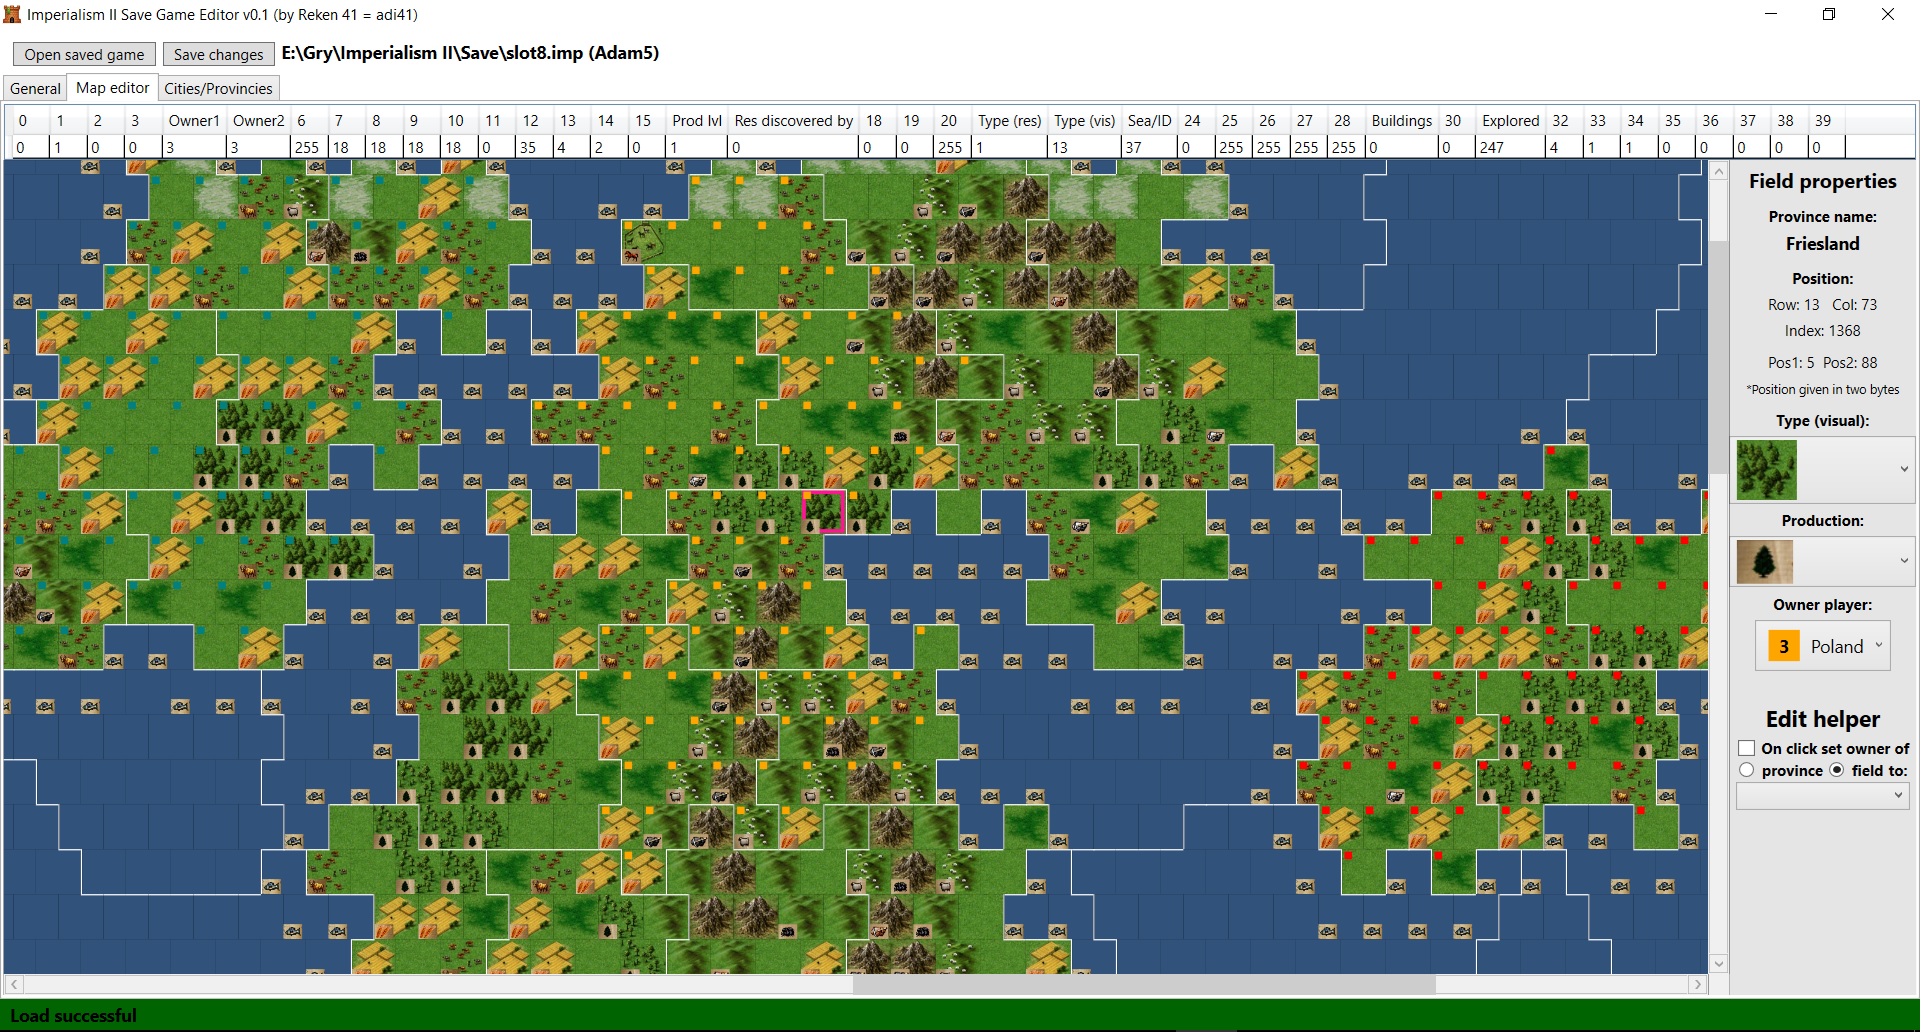 Imperialism II Save Game Editor v0.1 (by Reken 41 = adi41)
Open saved game Save changes E:\Gry\Imperialism II\Save\slot8.imp (Adam5)
General Map editor Cities/Provincies
0 1 2 3 Owner1 Owner2 6 7 8 9 10 11 12 13 14 15 Prod lvl Res discovered by 18 19 20 Type (res) Type (vis) Sea/ID 24 25 26 27 28 Buildings 30 Explored 32 33 34 35 36 37 38 39
0 1 0 0 3 3 255 18 18 18 18 0 35 4 2 0 1 0 0 0 255 1 13 37 0 255 255 255 255 0 0 247 4 1 1 0 0 0 0 0
Field properties
Province name:
Friesland
Position:
Row: 13 Col: 73
Index: 1368
Pos1: 5 Pos2: 88
*Position given in two bytes
Type (visual):
Production:
Owner player:
3 Poland
Edit helper
On click set owner of
province field to:
Load successful